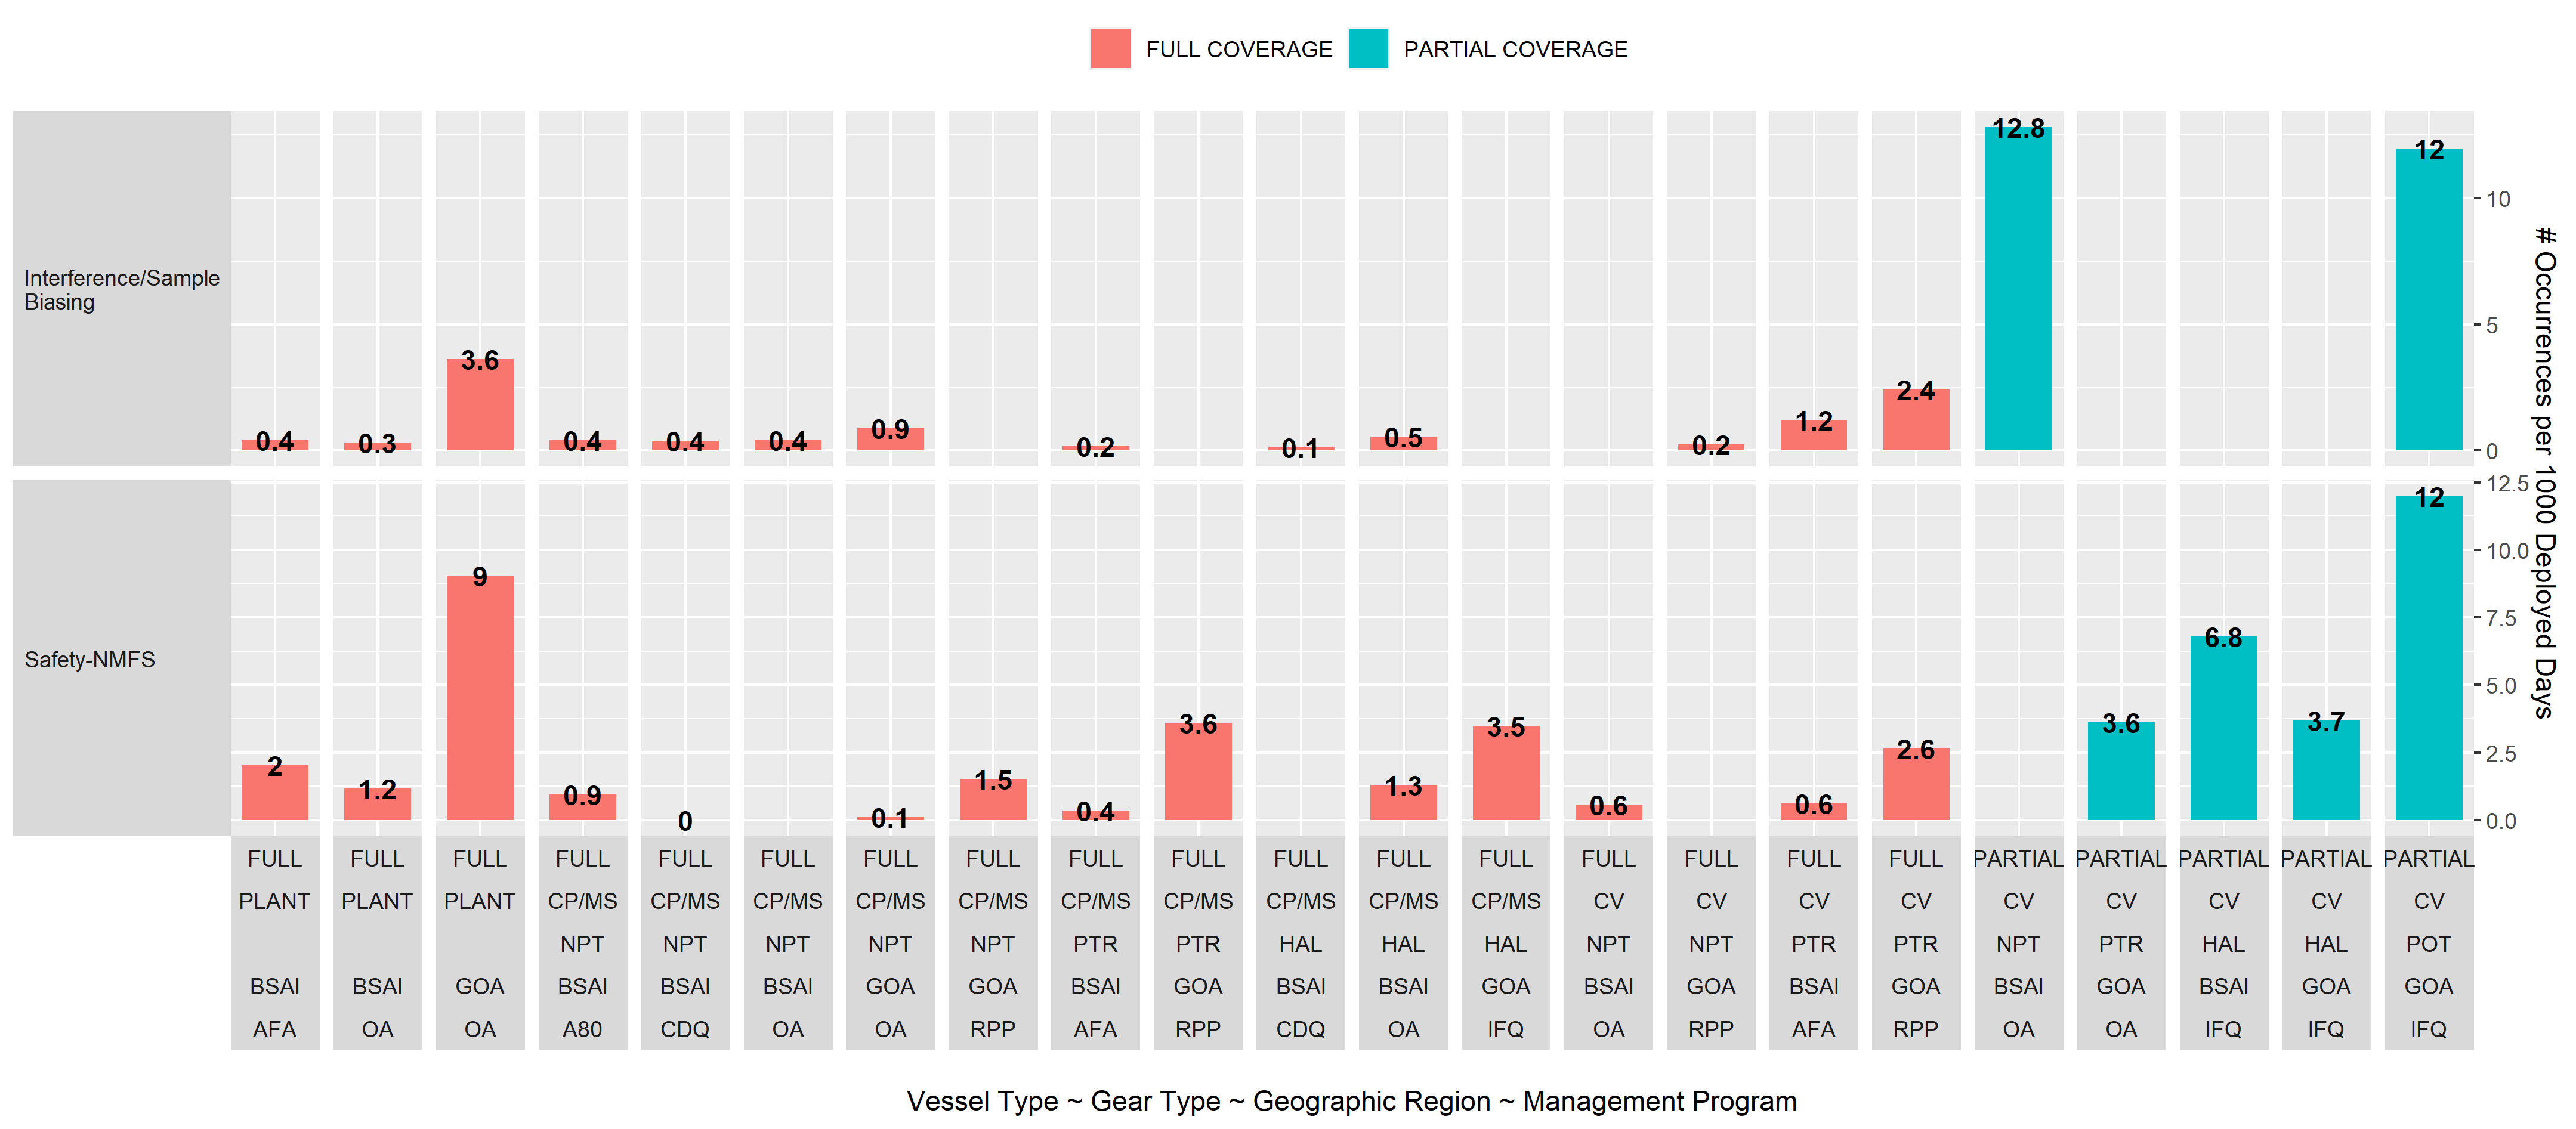 FULL COVERAGE PARTIAL COVERAGE
Interference/Sample
Biasing
0.4 0.3 3.6 0.4 0.4 0.4 0.9 0.2 0.1 0.5 0.2 1.2 2.4 12.8 12
10
5
0
Safety-NMFS
2 1.2 9 0.9 0 0.1 1.5 0.4 3.6 1.3 3.5 0.6 0.6 2.6 3.6 6.8 3.7 12
12.5
10.0
7.5
5.0
2.5
0.0
# Occurrences per 1000 Deployed Days
FULL FULL FULL FULL FULL FULL FULL FULL FULL FULL FULL FULL FULL FULL FULL FULL FULL PARTIAL PARTIAL PARTIAL PARTIAL PARTIAL
PLANT PLANT PLANT CP/MS CP/MS CP/MS CP/MS CP/MS CP/MS CP/MS CP/MS CP/MS CP/MS CV CV CV CV CV CV CV CV CV
NPT NPT NPT NPT NPT PTR PTR HAL HAL HAL NPT NPT PTR PTR NPT PTR HAL HAL POT
BSAI BSAI GOA BSAI BSAI BSAI GOA GOA BSAI GOA BSAI BSAI GOA BSAI GOA BSAI GOA BSAI GOA BSAI GOA GOA
AFA OA OA A80 CDQ OA OA RPP AFA RPP CDQ OA IFQ OA RPP AFA RPP OA OA IFQ IFQ IFQ
Vessel Type ~ Gear Type ~ Geographic Region ~ Management Program